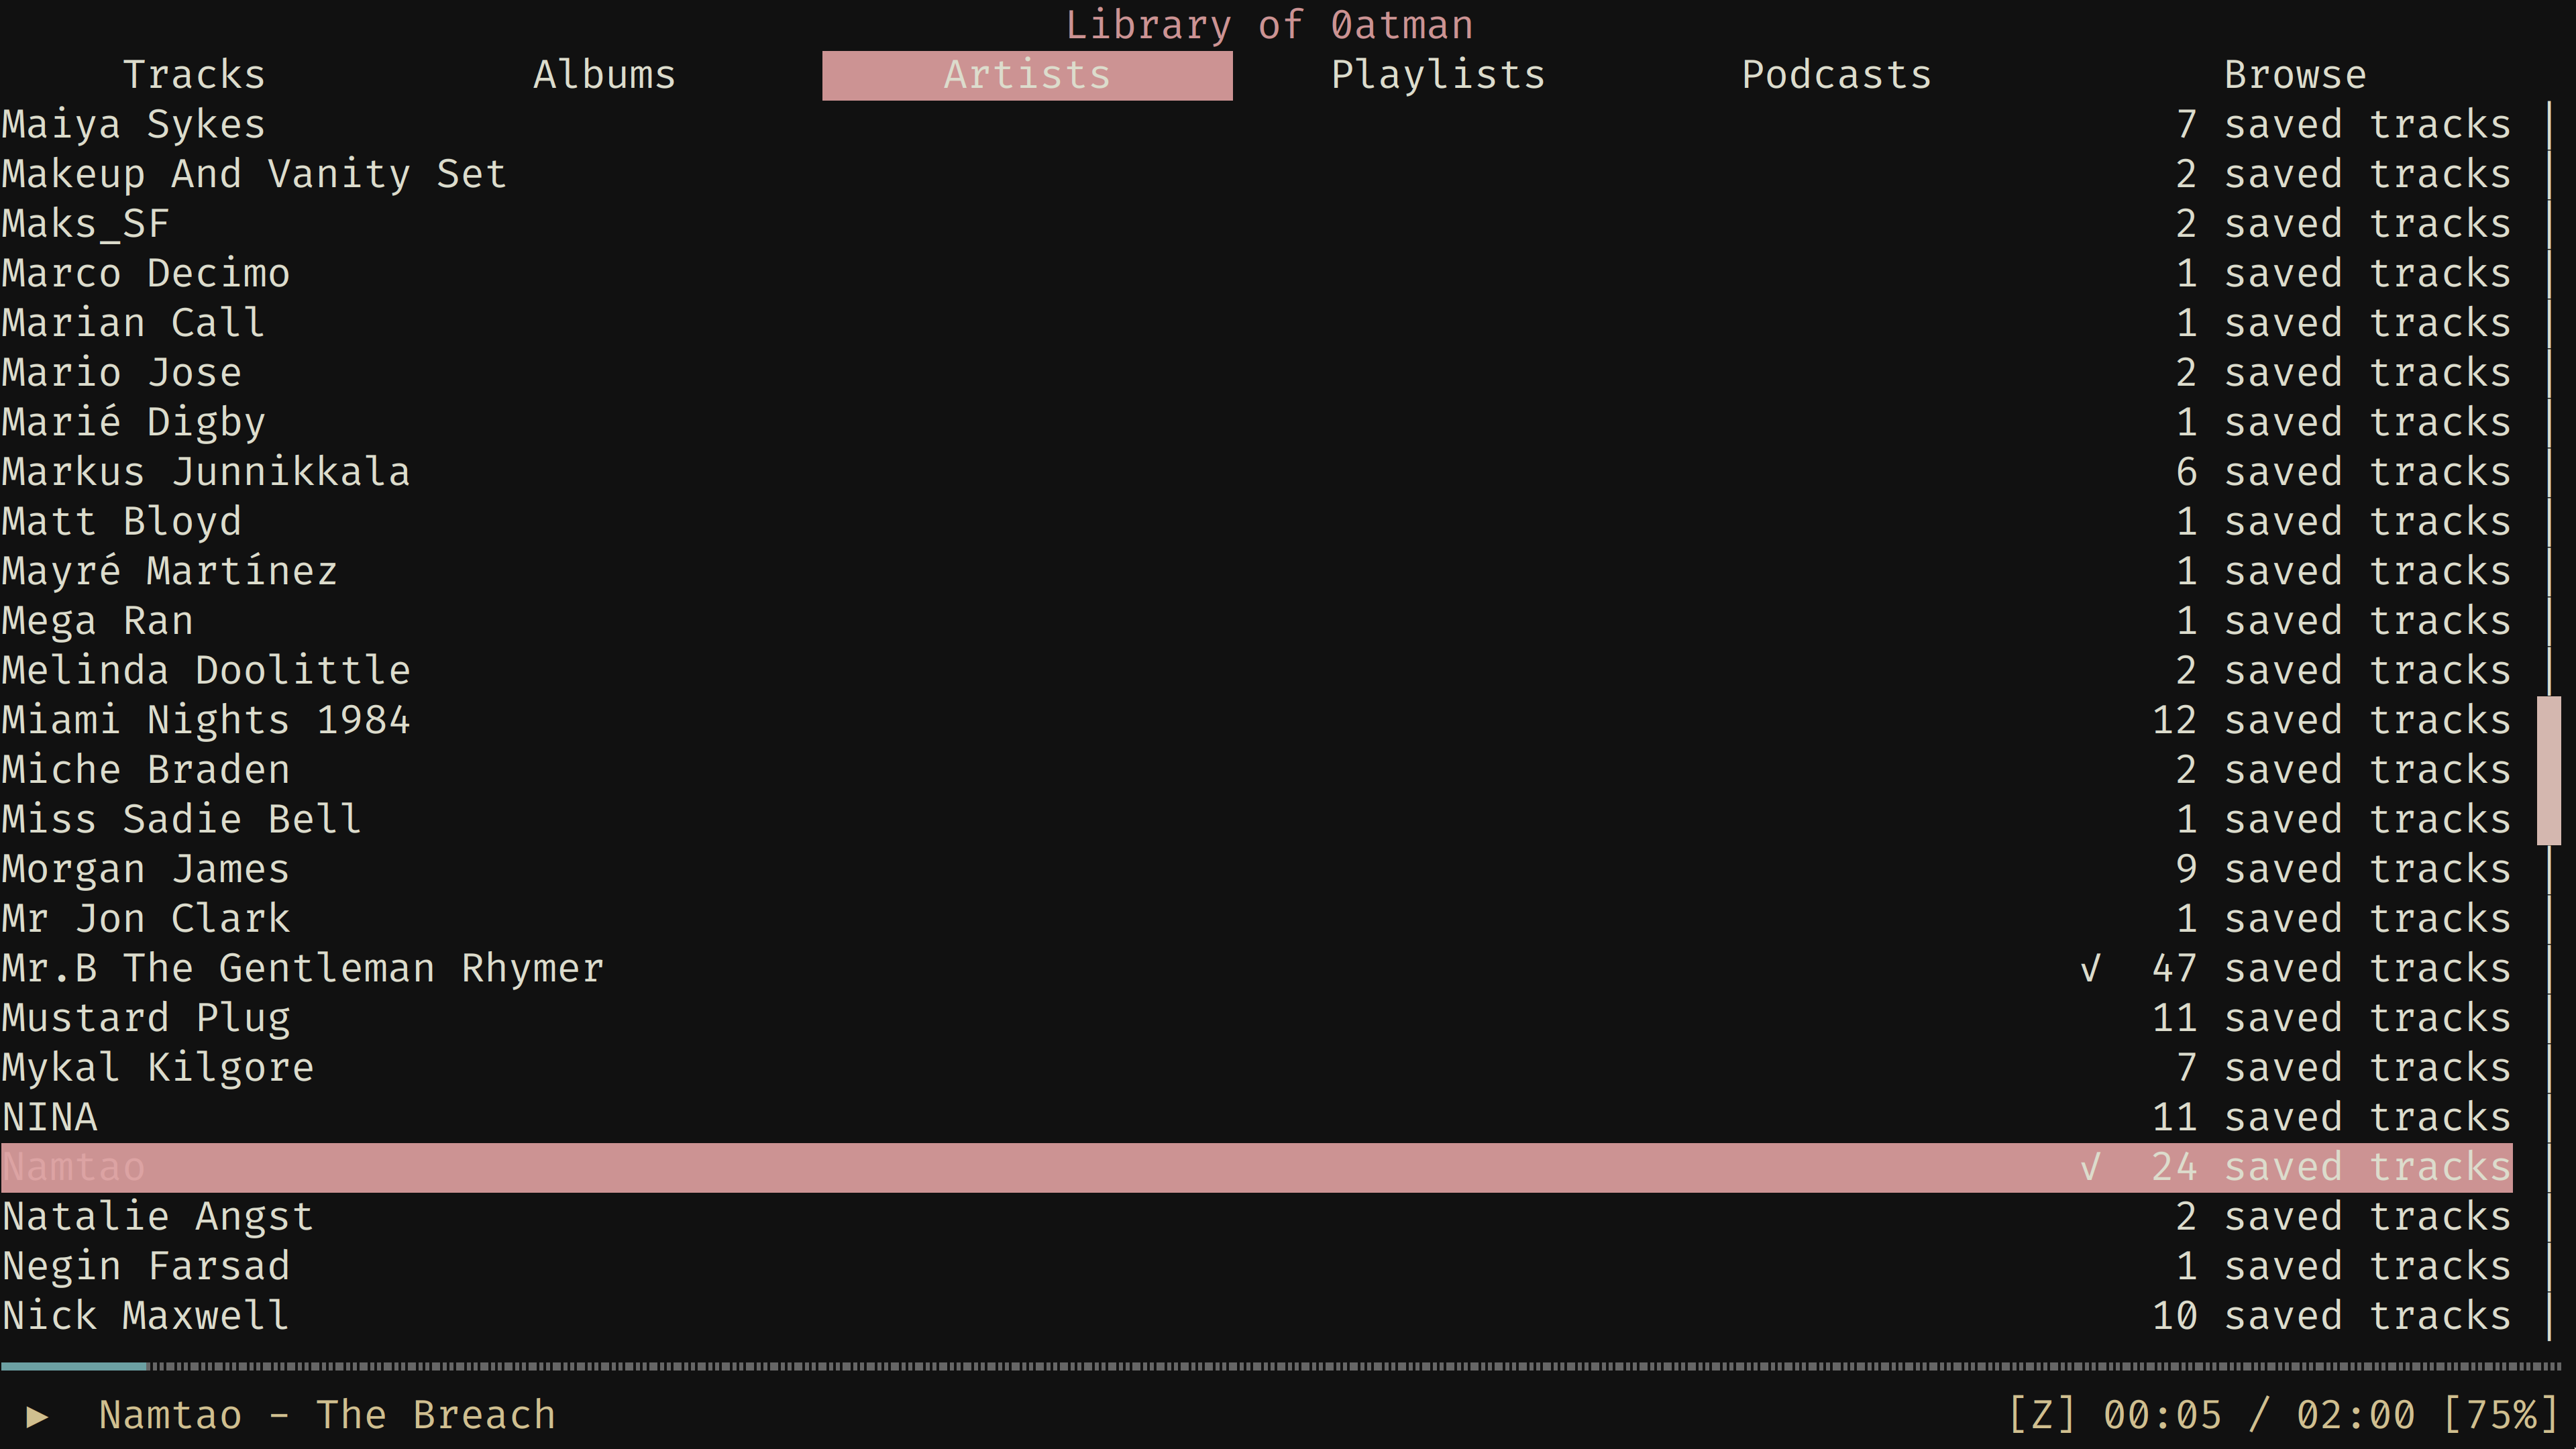 Library of 0atman
Tracks Albums Artists Playlists Podcasts Browse
Maiya Sykes 7 saved tracks
Makeup And Vanity Set 2 saved tracks
Maks_SF 2 saved tracks
Marco Decimo 1 saved tracks
Marian Call 1 saved tracks
Mario Jose 2 saved tracks
Marié Digby 1 saved tracks
Markus Junnikkala 6 saved tracks
Matt Bloyd 1 saved tracks
Mayré Martínez 1 saved tracks
Mega Ran 1 saved tracks
Melinda Doolittle 2 saved tracks
Miami Nights 1984 12 saved tracks
Miche Braden 2 saved tracks
Miss Sadie Bell 1 saved tracks
Morgan James 9 saved tracks
Mr Jon Clark 1 saved tracks
Mr.B The Gentleman Rhymer √ 47 saved tracks
Mustard Plug 11 saved tracks
Mykal Kilgore 7 saved tracks
NINA 11 saved tracks
Namtao √ 24 saved tracks
Natalie Angst 2 saved tracks
Negin Farsad 1 saved tracks
Nick Maxwell 10 saved tracks
▶ Namtao - The Breach [Z] 00:05 / 02:00 [75%]